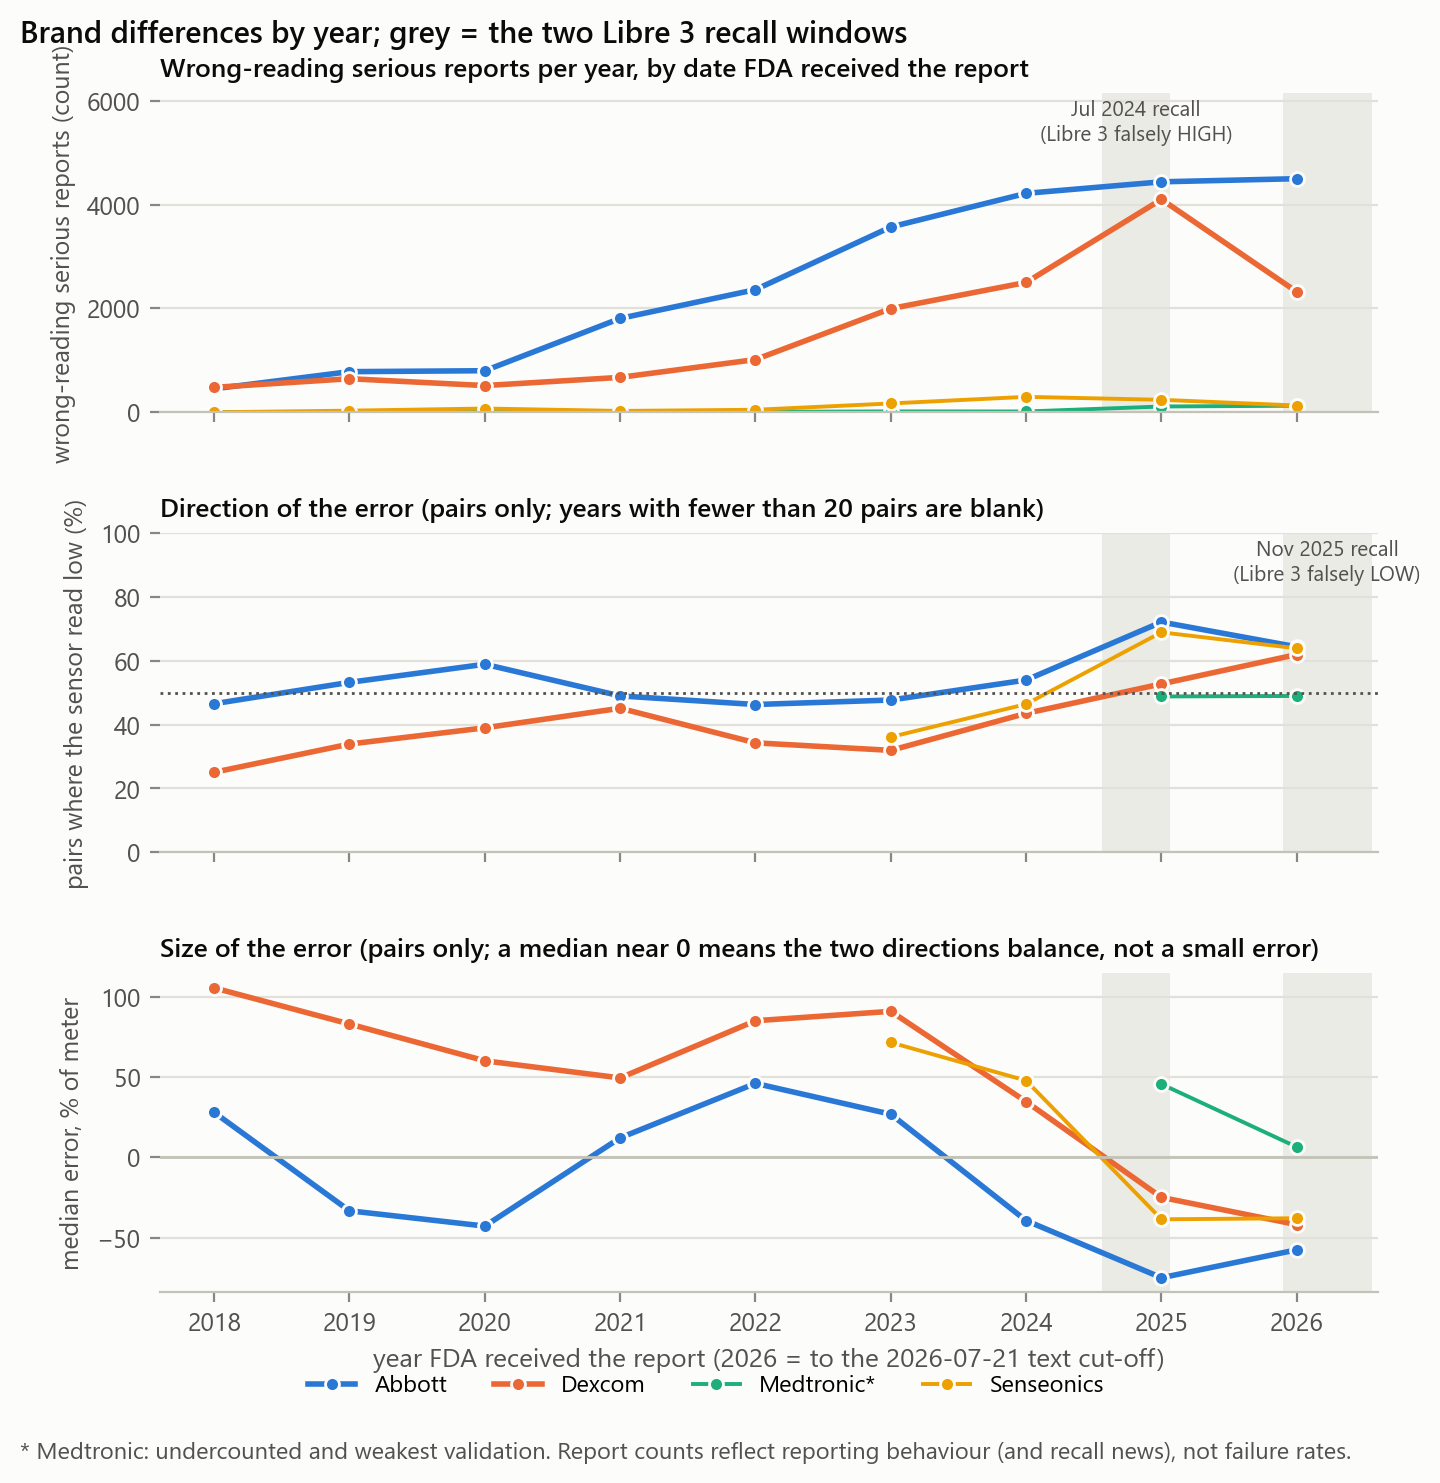 Brand differences by year; grey = the two Libre 3 recall windows
Wrong-reading serious reports per year, by date FDA received the report
wrong-reading serious reports (count)
6000
4000
2000
0
Jul 2024 recall
(Libre 3 falsely HIGH)
Direction of the error (pairs only; years with fewer than 20 pairs are blank)
pairs where the sensor read low (%)
100
80
60
40
20
0
Nov 2025 recall
(Libre 3 falsely LOW)
Size of the error (pairs only; a median near 0 means the two directions balance, not a small error)
median error, % of meter
100
50
0
−50
2018 2019 2020 2021 2022 2023 2024 2025 2026
year FDA received the report (2026 = to the 2026-07-21 text cut-off)
Abbott Dexcom Medtronic* Senseonics
* Medtronic: undercounted and weakest validation. Report counts reflect reporting behaviour (and recall news), not failure rates.